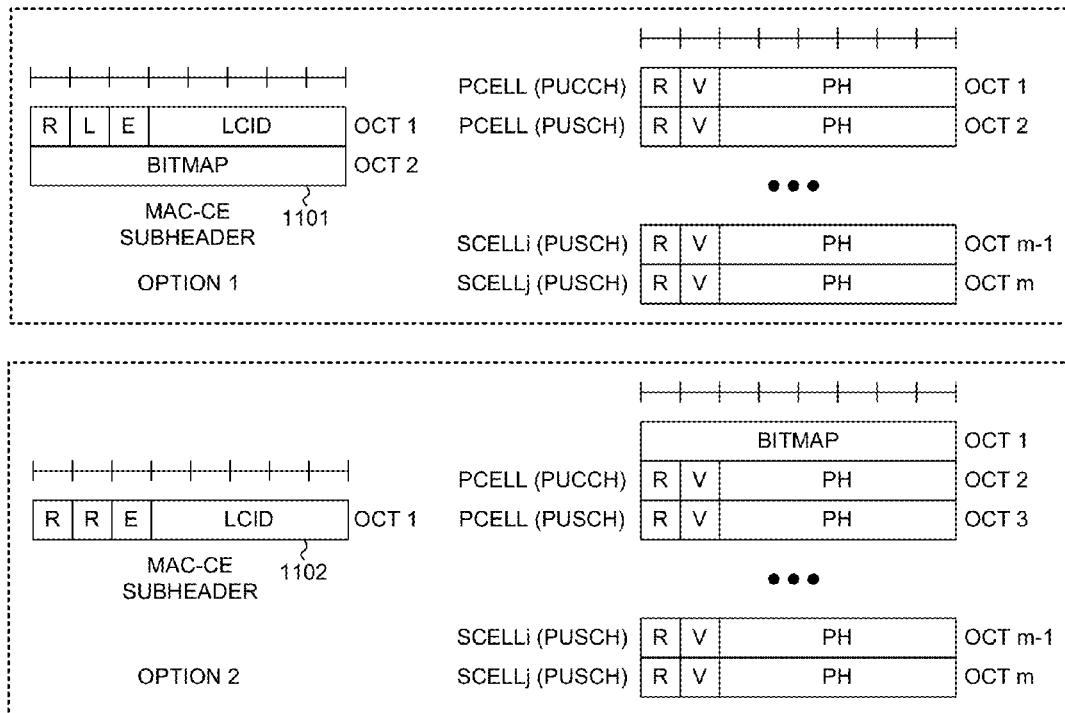 PCELL (PUCCH) R V PH OCT 1
R L E LCID OCT 1
PCELL (PUSCH) R V PH OCT 2
BITMAP OCT 2
MAC-CE
SUBHEADER
1101
SCELLi (PUSCH) R V PH OCT m-1
OPTION 1
SCELLj (PUSCH) R V PH OCT m
BITMAP OCT 1
PCELL (PUCCH) R V PH OCT 2
R R E LCID OCT 1
PCELL (PUSCH) R V PH OCT 3
MAC-CE
SUBHEADER
1102
SCELLi (PUSCH) R V PH OCT m-1
OPTION 2
SCELLj (PUSCH) R V PH OCT m